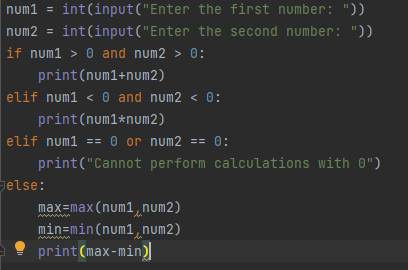 num1 = int(input("Enter the first number: "))
num2 = int(input("Enter the second number: "))
if num1 > 0 and num2 > 0:
    print(num1+num2)
elif num1 < 0 and num2 < 0:
    print(num1*num2)
elif num1 == 0 or num2 == 0:
    print("Cannot perform calculations with 0")
else:
    max=max(num1,num2)
    min=min(num1,num2)
    print(max-min)